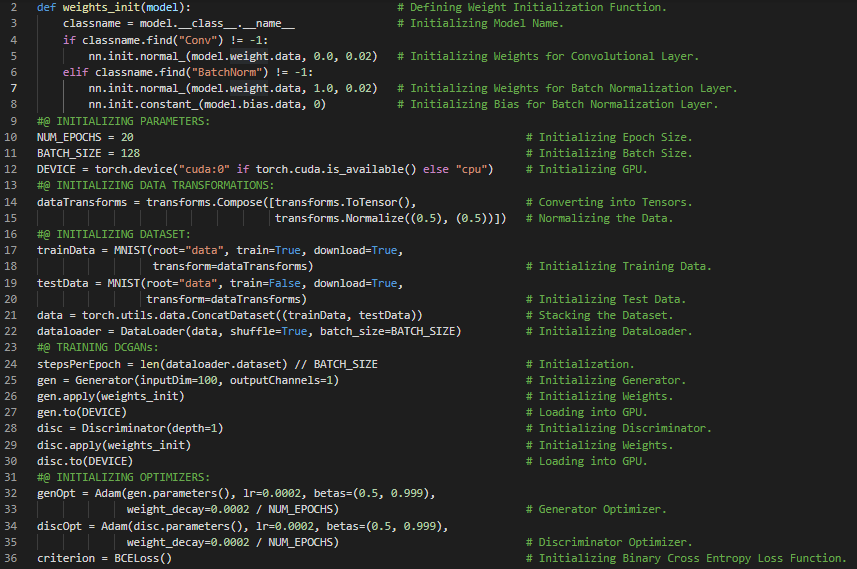 2 def weights_init(model): # Defining Weight Initialization Function.
3 classname = model.__class__.__name__ # Initializing Model Name.
4 if classname.find("Conv") != -1:
5 nn.init.normal_(model.weight.data, 0.0, 0.02) # Initializing Weights for Convolutional Layer.
6 elif classname.find("BatchNorm") != -1:
7 nn.init.normal_(model.weight.data, 1.0, 0.02) # Initializing Weights for Batch Normalization Layer.
8 nn.init.constant_(model.bias.data, 0) # Initializing Bias for Batch Normalization Layer.
9 #@ INITIALIZING PARAMETERS:
10 NUM_EPOCHS = 20 # Initializing Epoch Size.
11 BATCH_SIZE = 128 # Initializing Batch Size.
12 DEVICE = torch.device("cuda:0" if torch.cuda.is_available() else "cpu") # Initializing GPU.
13 #@ INITIALIZING DATA TRANSFORMATIONS:
14 dataTransforms = transforms.Compose([transforms.ToTensor(), # Converting into Tensors.
15 transforms.Normalize((0.5), (0.5))]) # Normalizing the Data.
16 #@ INITIALIZING DATASET:
17 trainData = MNIST(root="data", train=True, download=True,
18 transform=dataTransforms) # Initializing Training Data.
19 testData = MNIST(root="data", train=False, download=True,
20 transform=dataTransforms) # Initializing Test Data.
21 data = torch.utils.data.ConcatDataset((trainData, testData)) # Stacking the Dataset.
22 dataloader = DataLoader(data, shuffle=True, batch_size=BATCH_SIZE) # Initializing DataLoader.
23 #@ TRAINING DCGANs:
24 stepsPerEpoch = len(dataloader.dataset) // BATCH_SIZE # Initialization.
25 gen = Generator(inputDim=100, outputChannels=1) # Initializing Generator.
26 gen.apply(weights_init) # Initializing Weights.
27 gen.to(DEVICE) # Loading into GPU.
28 disc = Discriminator(depth=1) # Initializing Discriminator.
29 disc.apply(weights_init) # Initializing Weights.
30 disc.to(DEVICE) # Loading into GPU.
31 #@ INITIALIZING OPTIMIZERS:
32 genOpt = Adam(gen.parameters(), lr=0.0002, betas=(0.5, 0.999),
33 weight_decay=0.0002 / NUM_EPOCHS) # Generator Optimizer.
34 discOpt = Adam(disc.parameters(), lr=0.0002, betas=(0.5, 0.999),
35 weight_decay=0.0002 / NUM_EPOCHS) # Discriminator Optimizer.
36 criterion = BCELoss() # Initializing Binary Cross Entropy Loss Function.